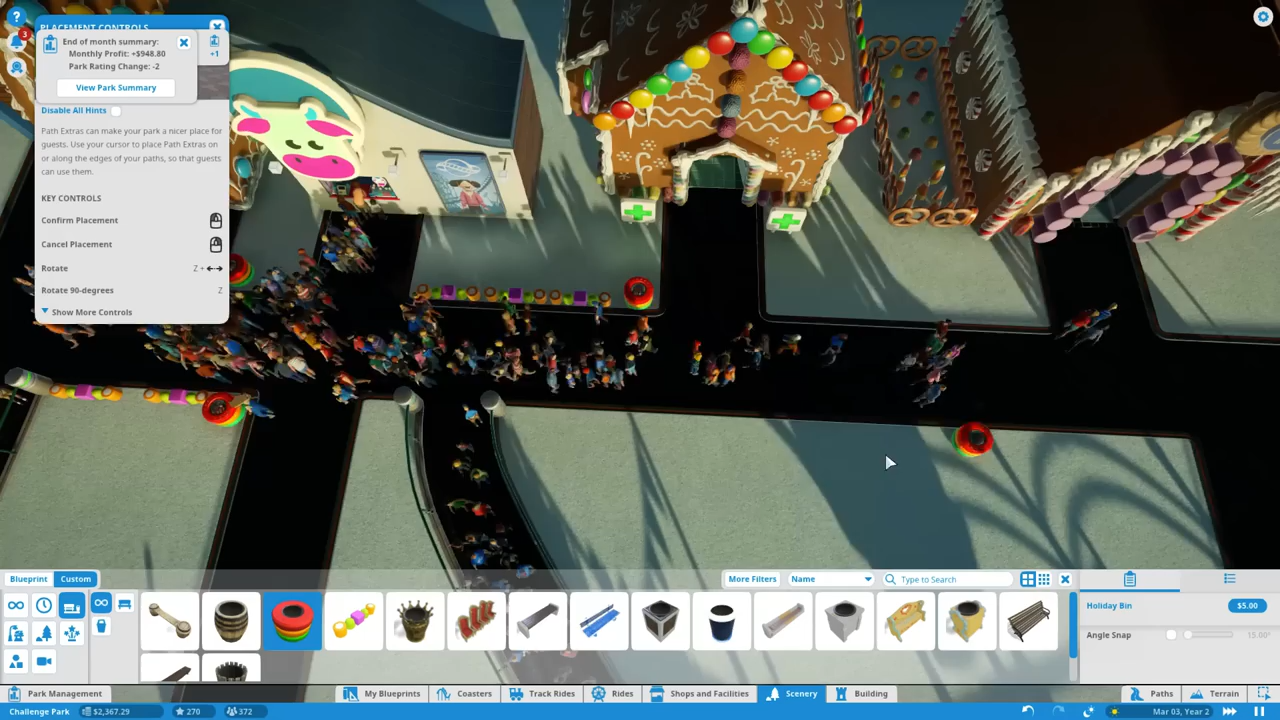 PLACEMENT CONTROLS
3
End of month summary:
Monthly Profit: +$948.80
Park Rating Change: -2
+1
View Park Summary
Disable All Hints
Path Extras can make your park a nicer place for
guests. Use your cursor to place Path Extras on
or along the edges of your paths, so that guests
can use them.
KEY CONTROLS
Confirm Placement
Cancel Placement
Rotate
Z +
Rotate 90-degrees
Z
Show More Controls
Blueprint
Custom
More Filters
Name
Type to Search
Holiday Bin
$5.00
Angle Snap
15.00°
Park Management
My Blueprints
Coasters
Track Rides
Rides
Shops and Facilities
Scenery
Building
Paths
Terrain
Challenge Park
$2,367.29
270
372
Mar 03, Year 2